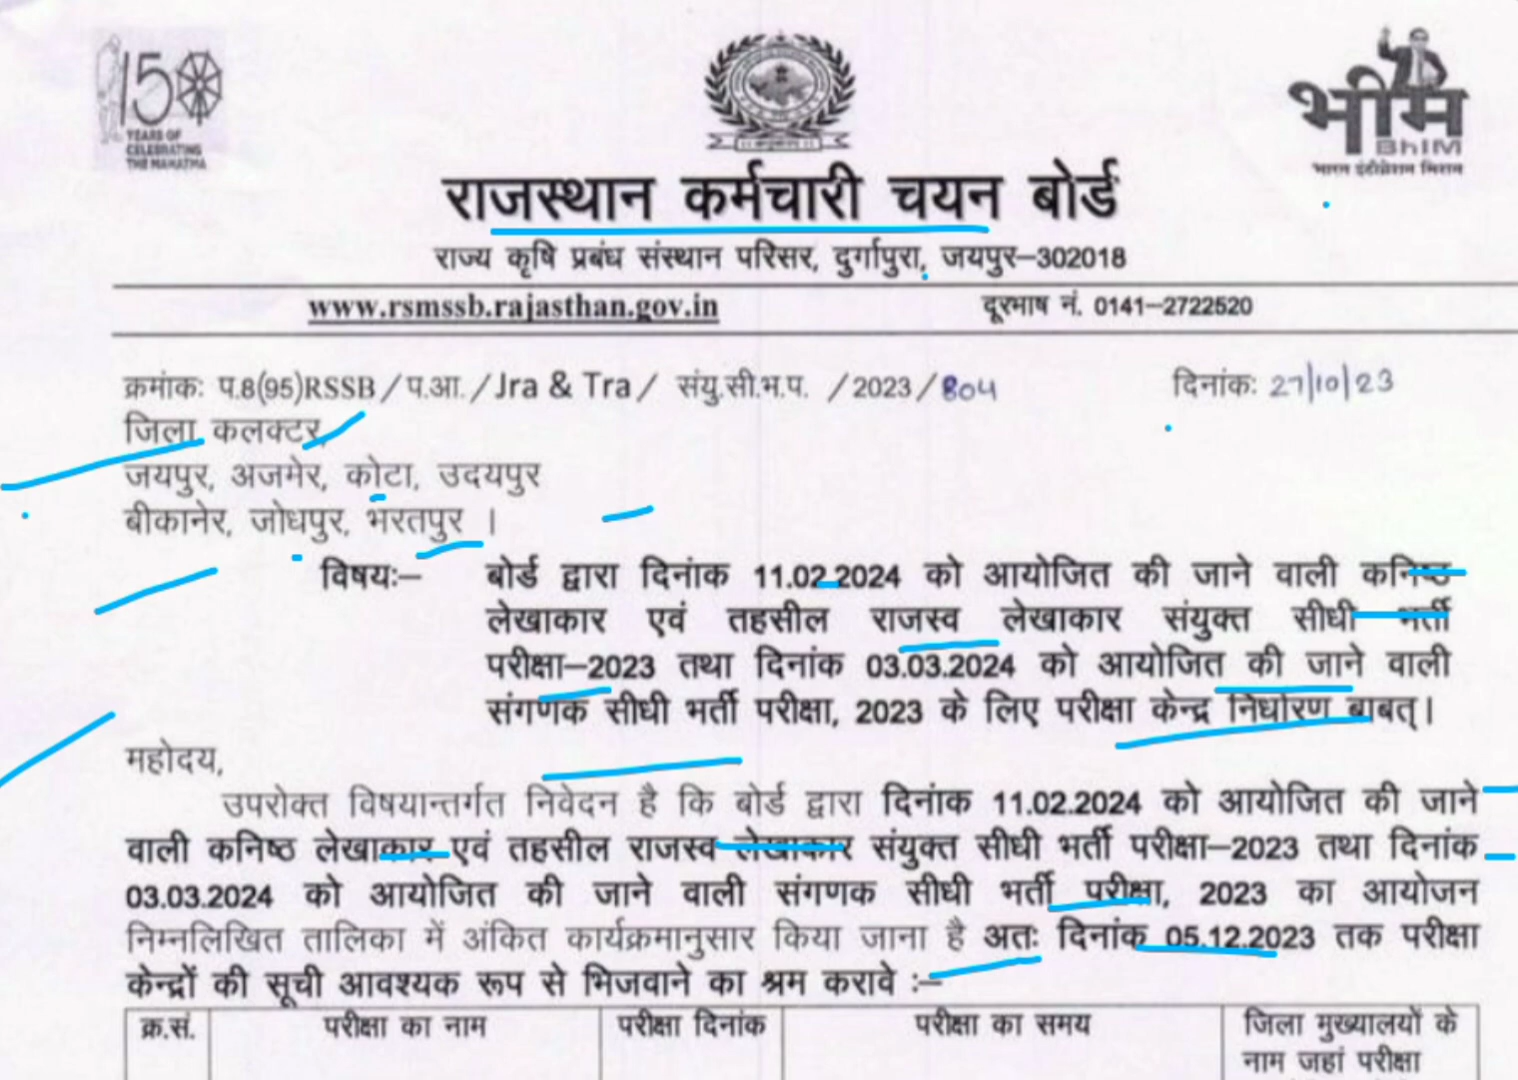 150
YEARS OF
CELEBRATING
THE MAHATMA
भीम
BhIM
राजस्थान कर्मचारी चयन बोर्ड
राज्य कृषि प्रबंध संस्थान परिसर, दुर्गापुरा, जयपुर–302018
www.rsmssb.rajasthan.gov.in दूरभाष नं. 0141–2722520
क्रमांकः प.8(95)RSSB/प.आ./Jra & Tra/ संयु.सी.भ.प. /2023/804 दिनांकः 27/10/23
जिला कलक्टर,
जयपुर, अजमेर, कोटा, उदयपुर
बीकानेर, जोधपुर, भरतपुर ।
विषयः– बोर्ड द्वारा दिनांक 11.02.2024 को आयोजित की जाने वाली कनिष्ठ
लेखाकार एवं तहसील राजस्व लेखाकार संयुक्त सीधी भर्ती
परीक्षा–2023 तथा दिनांक 03.03.2024 को आयोजित की जाने वाली
संगणक सीधी भर्ती परीक्षा, 2023 के लिए परीक्षा केन्द्र निर्धारण बाबत्।
महोदय,
उपरोक्त विषयान्तर्गत निवेदन है कि बोर्ड द्वारा दिनांक 11.02.2024 को आयोजित की जाने
वाली कनिष्ठ लेखाकार एवं तहसील राजस्व लेखाकार संयुक्त सीधी भर्ती परीक्षा–2023 तथा दिनांक
03.03.2024 को आयोजित की जाने वाली संगणक सीधी भर्ती परीक्षा, 2023 का आयोजन
निम्नलिखित तालिका में अंकित कार्यक्रमानुसार किया जाना है अतः दिनांक 05.12.2023 तक परीक्षा
केन्द्रों की सूची आवश्यक रूप से भिजवाने का श्रम करावे :–
क्र.सं. परीक्षा का नाम परीक्षा दिनांक परीक्षा का समय जिला मुख्यालयों के
नाम जहां परीक्षा